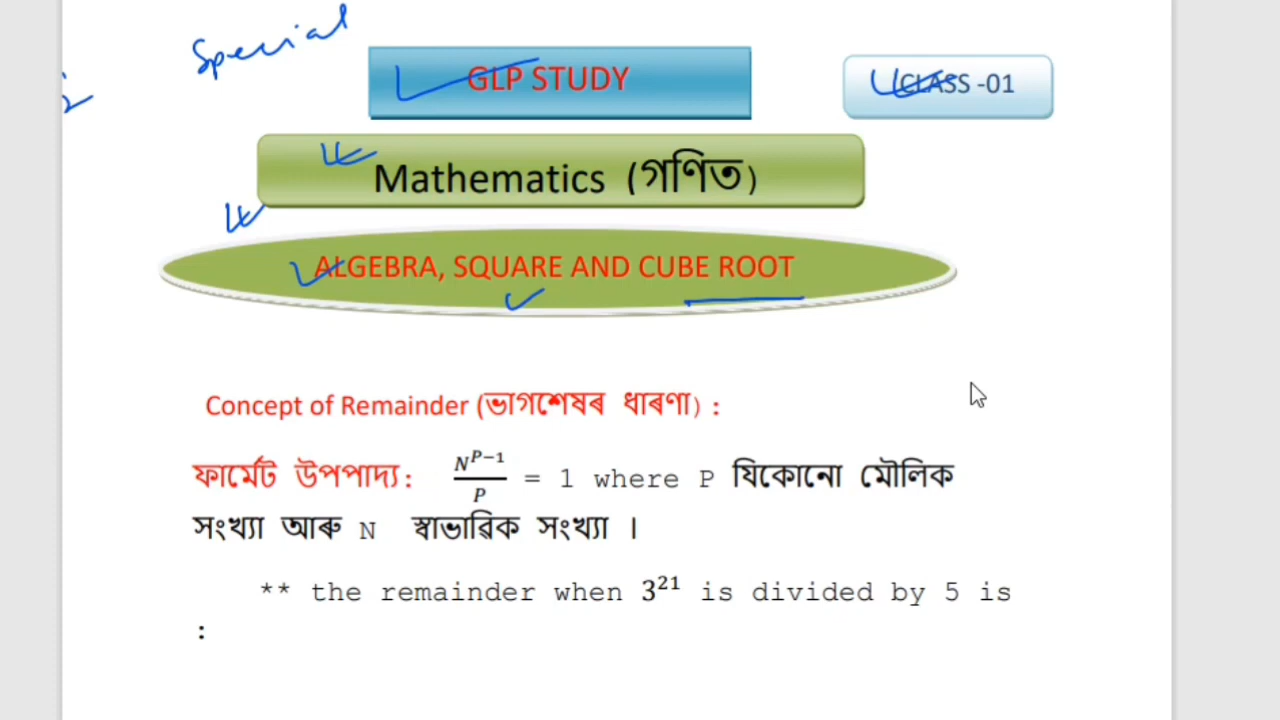 Special
GLP STUDY
CLASS -01
Mathematics (গণিত)
ALGEBRA, SQUARE AND CUBE ROOT
Concept of Remainder (ভাগশেষৰ ধাৰণা) :
ফাৰ্মেট উপপাদ্য: N^{P−1}/P = 1 where P যিকোনো মৌলিক
সংখ্যা আৰু N স্বাভাৱিক সংখ্যা ।
** the remainder when 3^{21} is divided by 5 is
: